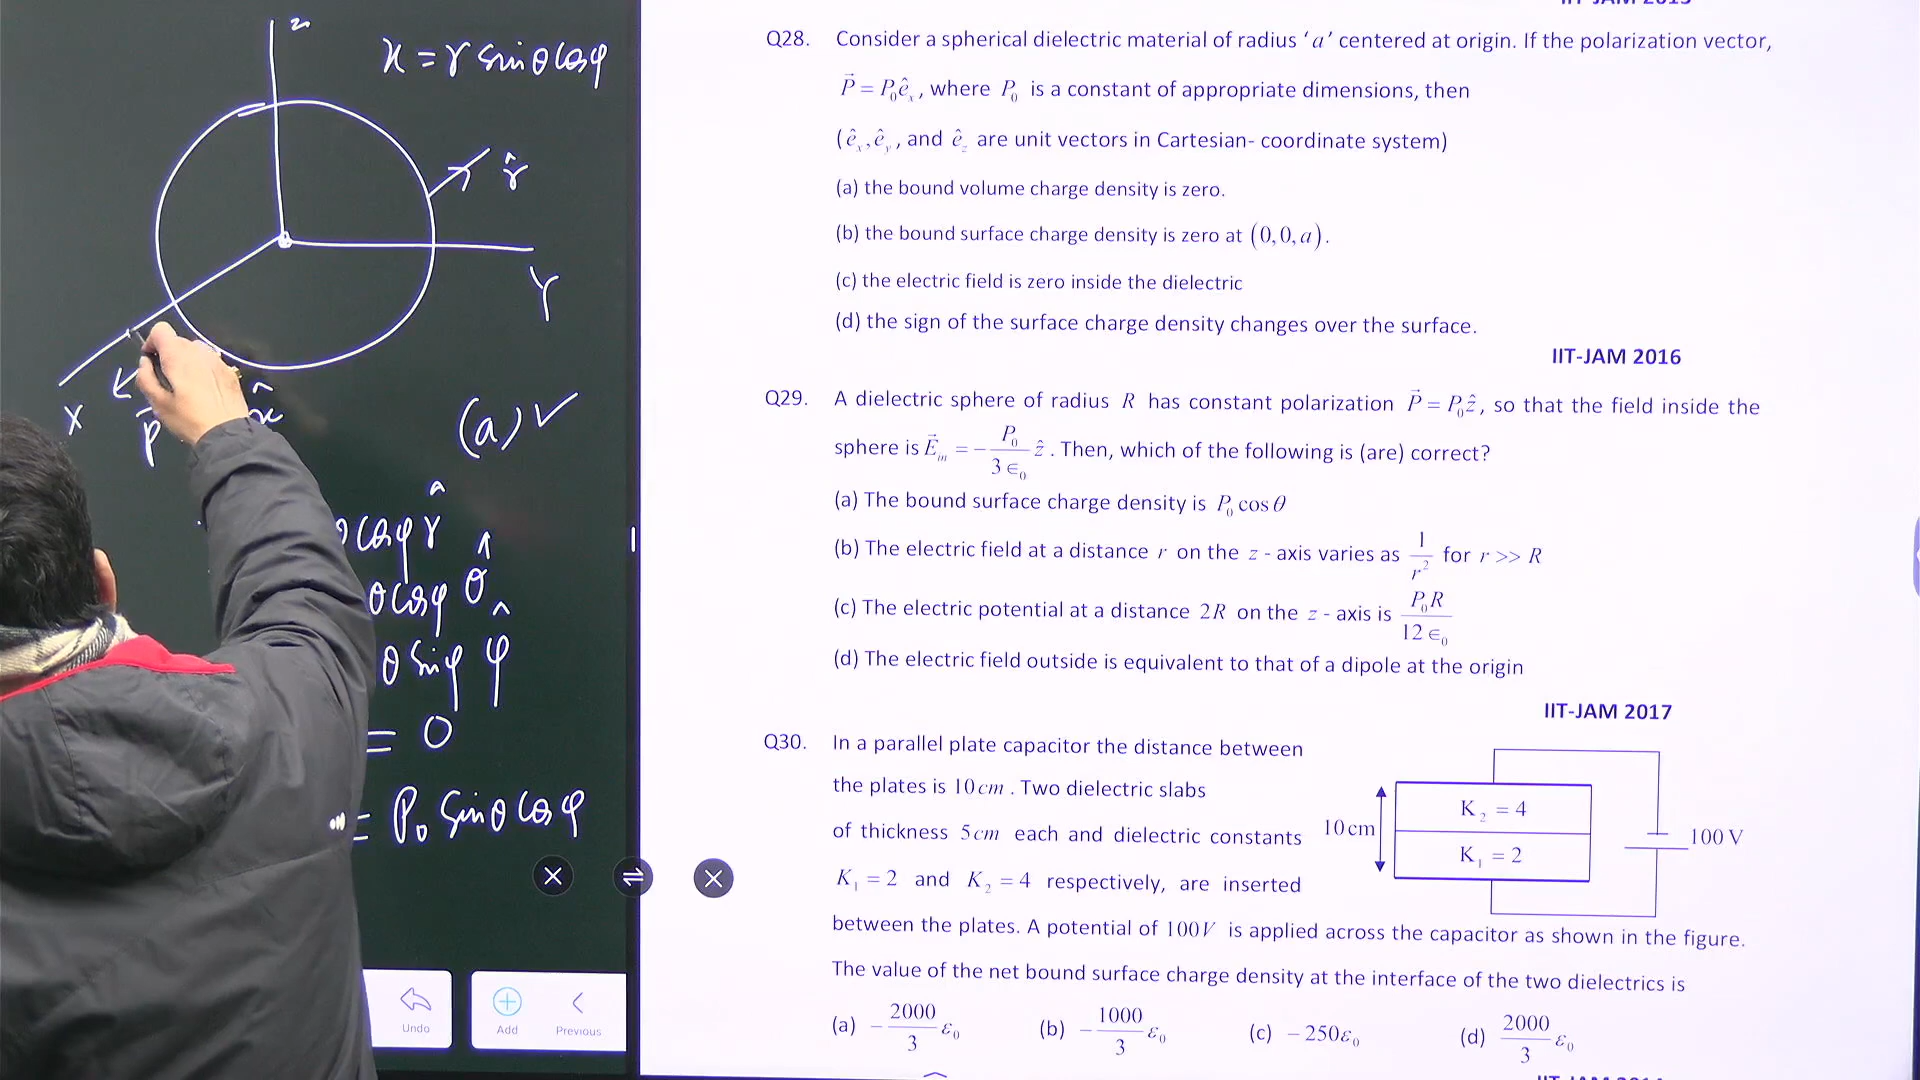 z
x = r sinθ cosφ
r̂
Y
X
P x̂
(a) ✓
cosφ r̂
θ cosφ θ̂
θ sinφ φ̂
= 0
= P₀ sinθ cosφ
Undo
Add
Previous
Q28. Consider a spherical dielectric material of radius ‘a’ centered at origin. If the polarization vector,
P⃗ = P₀êₓ, where P₀ is a constant of appropriate dimensions, then
(êₓ, ê_y, and ê_z are unit vectors in Cartesian- coordinate system)
(a) the bound volume charge density is zero.
(b) the bound surface charge density is zero at (0,0,a).
(c) the electric field is zero inside the dielectric
(d) the sign of the surface charge density changes over the surface.
IIT-JAM 2016
Q29. A dielectric sphere of radius R has constant polarization P⃗ = P₀ẑ, so that the field inside the
sphere is E⃗_in = −P₀/3∈₀ ẑ. Then, which of the following is (are) correct?
(a) The bound surface charge density is P₀ cosθ
(b) The electric field at a distance r on the z - axis varies as 1/r² for r >> R
(c) The electric potential at a distance 2R on the z - axis is P₀R/12∈₀
(d) The electric field outside is equivalent to that of a dipole at the origin
IIT-JAM 2017
Q30. In a parallel plate capacitor the distance between
the plates is 10cm. Two dielectric slabs
of thickness 5cm each and dielectric constants
K₁ = 2 and K₂ = 4 respectively, are inserted
between the plates. A potential of 100V is applied across the capacitor as shown in the figure.
The value of the net bound surface charge density at the interface of the two dielectrics is
(a) −2000/3 ε₀ (b) −1000/3 ε₀ (c) −250ε₀ (d) 2000/3 ε₀
10cm
K₂ = 4
K₁ = 2
100V